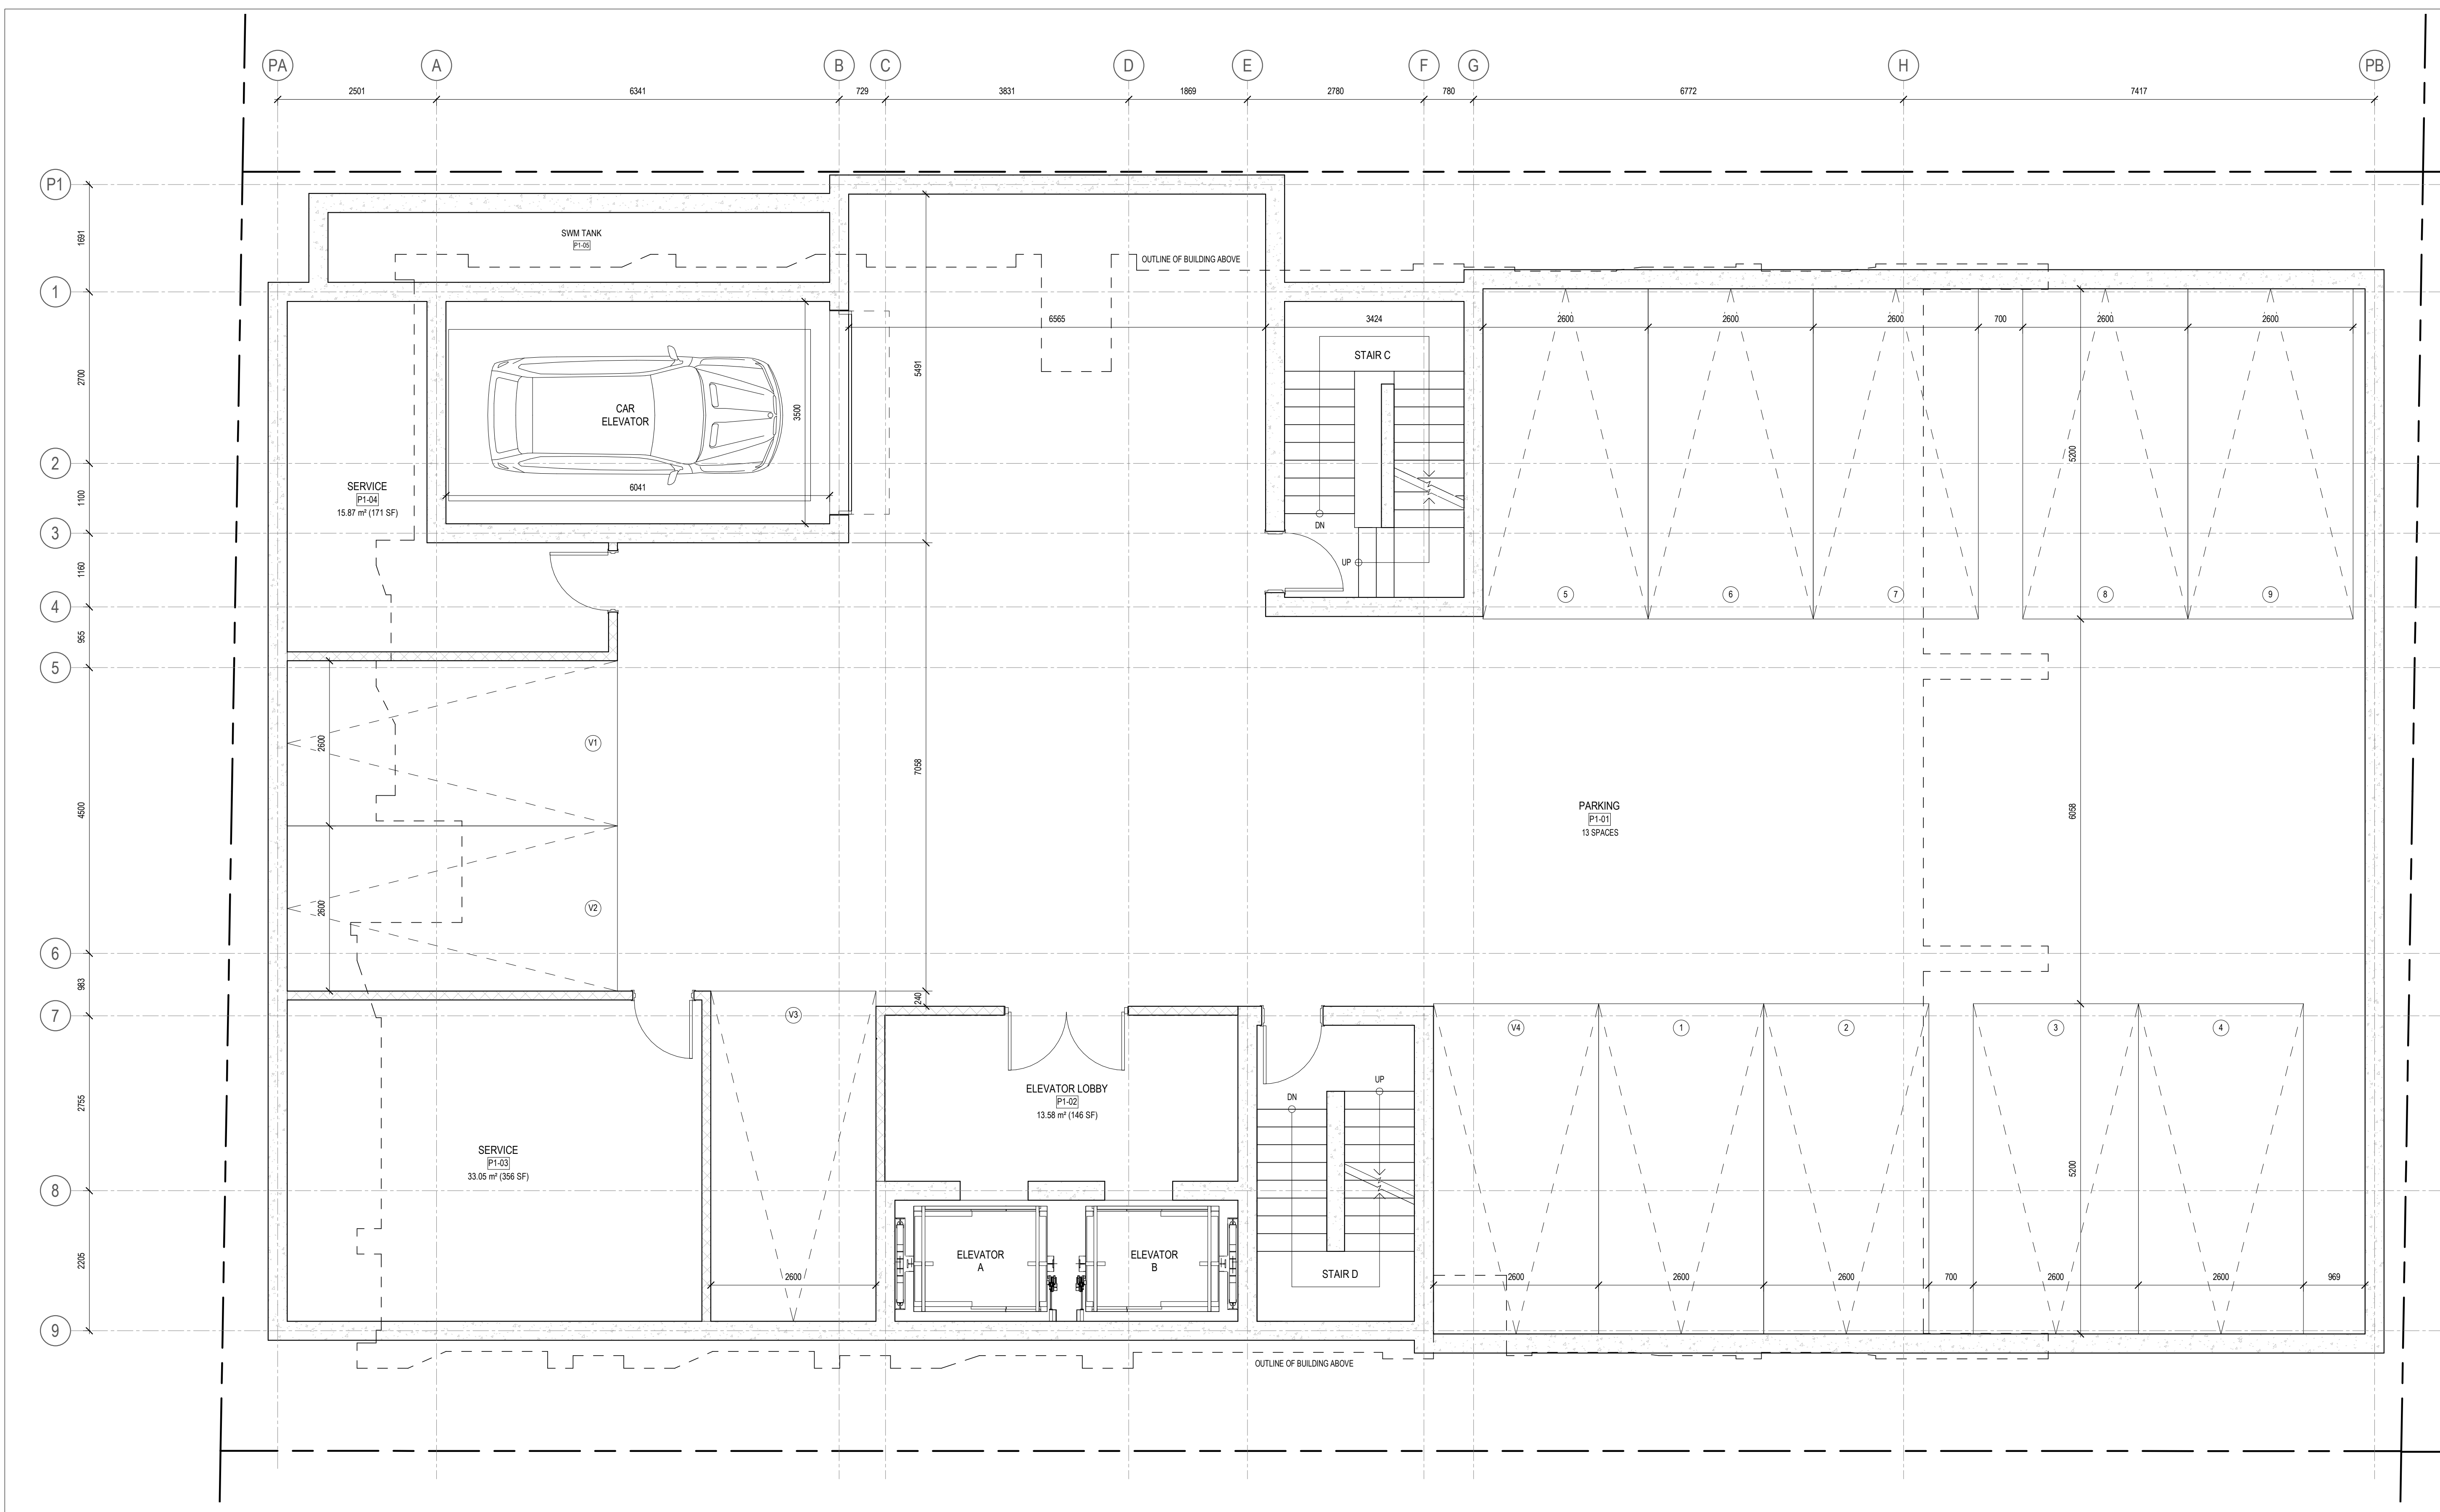 PA
A
B
C
D
E
F
G
H
PB
2501
6341
729
3831
1869
2780
780
6772
7417
P1
1691
1
2700
2
1100
3
1160
4
955
5
4500
6
983
7
2755
8
2205
9
SWM TANK
P1-05
OUTLINE OF BUILDING ABOVE
6565
3424
2600
2600
2600
700
2600
2600
STAIR C
5491
CAR
ELEVATOR
3500
5200
6041
SERVICE
P1-04
15.87 m² (171 SF)
DN
UP
5
6
7
8
9
2600
V1
7058
PARKING
P1-01
13 SPACES
6058
2600
V2
240
V3
V4
1
2
3
4
ELEVATOR LOBBY
P1-02
13.58 m² (146 SF)
DN
UP
SERVICE
P1-03
33.05 m² (356 SF)
5200
ELEVATOR
A
ELEVATOR
B
STAIR D
2600
2600
2600
2600
700
2600
2600
969
OUTLINE OF BUILDING ABOVE